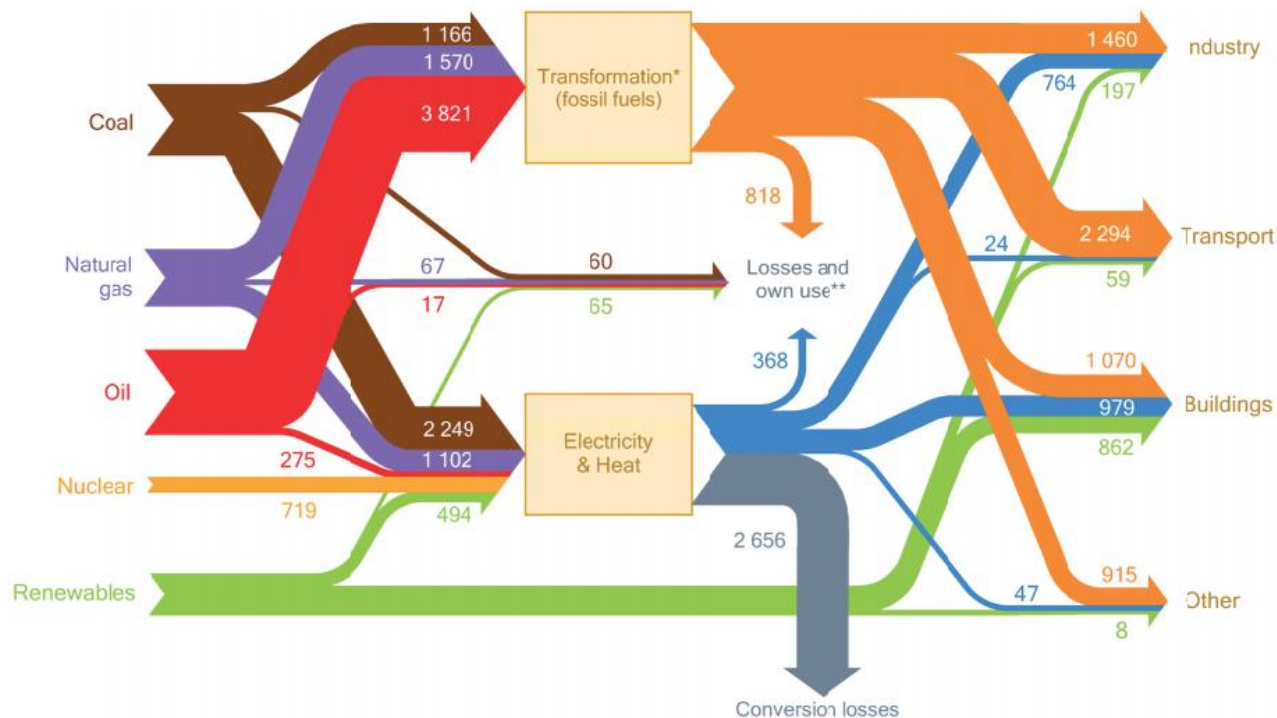 1 166
1 570
3 821
Transformation*
(fossil fuels)
1 460
ndustry
764
197
Coal
818
2 294
Transport
24
59
Natural
gas
67
60
17
65
Losses and
own use**
368
1 070
Buildings
979
862
Oil
2 249
1 102
275
Electricity
& Heat
Nuclear
719
494
2 656
Renewables
915
Other
47
8
Conversion losses